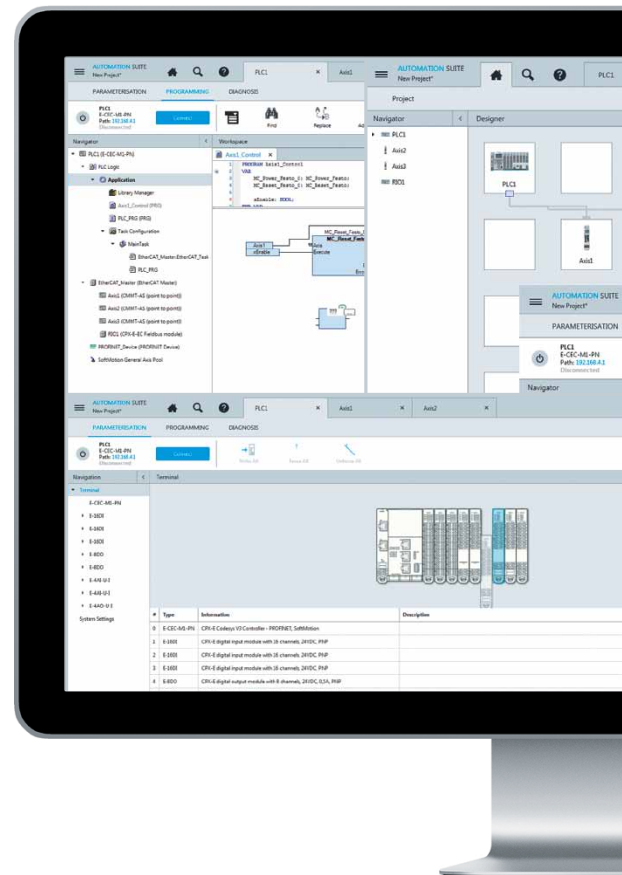 AUTOMATION SUITE
New Project*
PLC1
Axis1
PARAMETERISATION
PROGRAMMING
DIAGNOSIS
PLC1
E-CEC-M1-PN
Path: 192.168.4.1
Disconnected
Connect
Find
Replace
Navigator
Workspace
PLC1 (E-CEC-M1-PN)
PLC Logic
Application
Library Manager
Axis1_Control (PRG)
PLC_PRG (PRG)
Task Configuration
MainTask
EtherCAT_Master.EtherCAT_Task
PLC_PRG
EtherCAT_Master (EtherCAT Master)
Axis1 (CMMT-AS (point to point))
Axis2 (CMMT-AS (point to point))
Axis3 (CMMT-AS (point to point))
RIO1 (CPX-E-EC Fieldbus module)
PROFINET_Device (PROFINET Device)
SoftMotion General Axis Pool
Axis1_Control
1
2 VAR
3 MC_Power_Festo_0: MC_Power_Festo;
4 MC_Reset_Festo_0: MC_Reset_Festo;
xEnable: BOOL;
Axis1
xEnable
Axis
Execute
AUTOMATION SUITE
New Project*
PLC1
Project
Navigator
Designer
PLC1
Axis2
Axis3
RIO1
PLC1
Axis1
AUTOMATION SUITE
New Project*
PARAMETERISATION
PLC1
E-CEC-M1-PN
Path: 192.168.4.1
Disconnected
Navigator
AUTOMATION SUITE
New Project*
PLC1
Axis1
Axis2
PARAMETERISATION
PROGRAMMING
DIAGNOSIS
PLC1
E-CEC-M1-PN
Path: 192.168.4.1
Disconnected
Connect
Navigation
Terminal
Terminal
E-CEC-M1-PN
E-16DI
E-16DI
E-16DI
E-8DO
E-8DO
E-4AI-U-I
E-4AI-U-I
E-4AO-U-I
System Settings
# Type Information Description
0 E-CEC-M1-PN CPX-E Codesys V3 Controller - PROFINET, SoftMotion
1 E-16DI CPX-E digital input module with 16 channels, 24VDC, PNP
2 E-16DI CPX-E digital input module with 16 channels, 24VDC, PNP
3 E-16DI CPX-E digital input module with 16 channels, 24VDC, PNP
4 E-8DO CPX-E digital output module with 8 channels, 24VDC, 0,5A, PNP